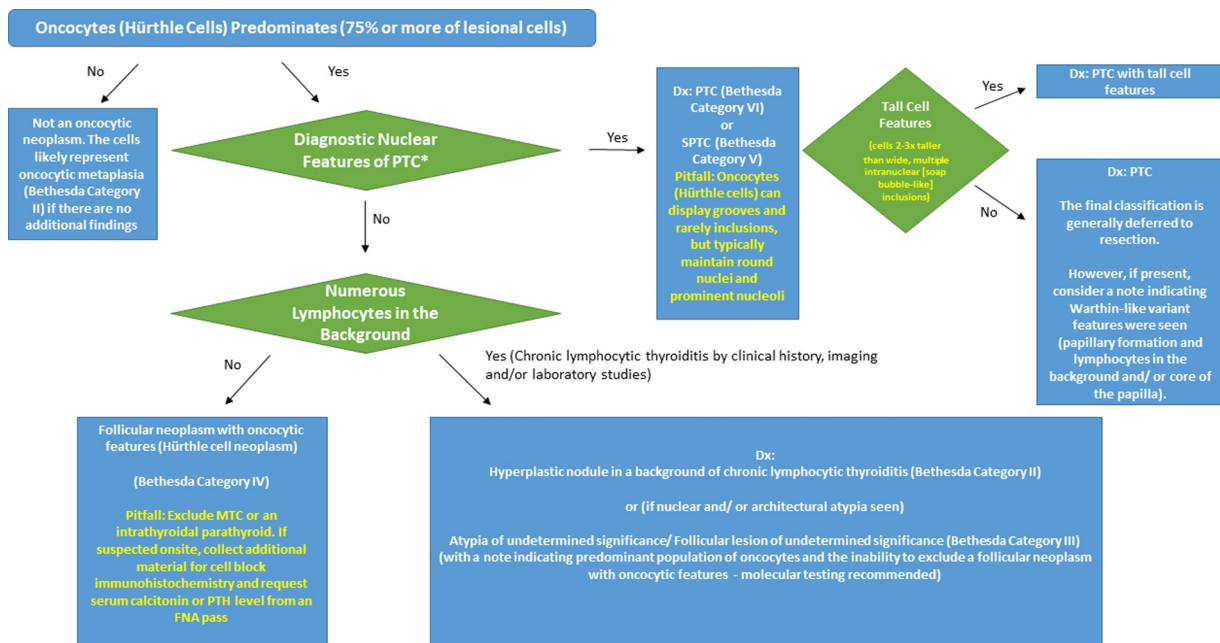 Oncocytes (Hürthle Cells) Predominates (75% or more of lesional cells)
No
Yes
Not an oncocytic
neoplasm. The cells
likely represent
oncocytic metaplasia
(Bethesda Category
II) if there are no
additional findings
Diagnostic Nuclear
Features of PTC*
Yes
Dx: PTC (Bethesda
Category VI)
or
SPTC (Bethesda
Category V)
Pitfall: Oncocytes
(Hürthle cells) can
display grooves and
rarely inclusions,
but typically
maintain round
nuclei and
prominent nucleoli
Tall Cell
Features
(cells 2-3x taller
than wide, multiple
intranuclear [soap
bubble-like]
inclusions)
Yes
Dx: PTC with tall cell
features
No
Dx: PTC
The final classification is
generally deferred to
resection.
However, if present,
consider a note indicating
Warthin-like variant
features were seen
(papillary formation and
lymphocytes in the
background and/ or core of
the papilla).
No
Numerous
Lymphocytes in the
Background
No
Yes (Chronic lymphocytic thyroiditis by clinical history, imaging
and/or laboratory studies)
Follicular neoplasm with oncocytic
features (Hürthle cell neoplasm)
(Bethesda Category IV)
Pitfall: Exclude MTC or an
intrathyroidal parathyroid. If
suspected onsite, collect additional
material for cell block
immunohistochemistry and request
serum calcitonin or PTH level from an
FNA pass
Dx:
Hyperplastic nodule in a background of chronic lymphocytic thyroiditis (Bethesda Category II)
or (if nuclear and/ or architectural atypia seen)
Atypia of undetermined significance/ Follicular lesion of undetermined significance (Bethesda Category III)
(with a note indicating predominant population of oncocytes and the inability to exclude a follicular neoplasm
with oncocytic features - molecular testing recommended)